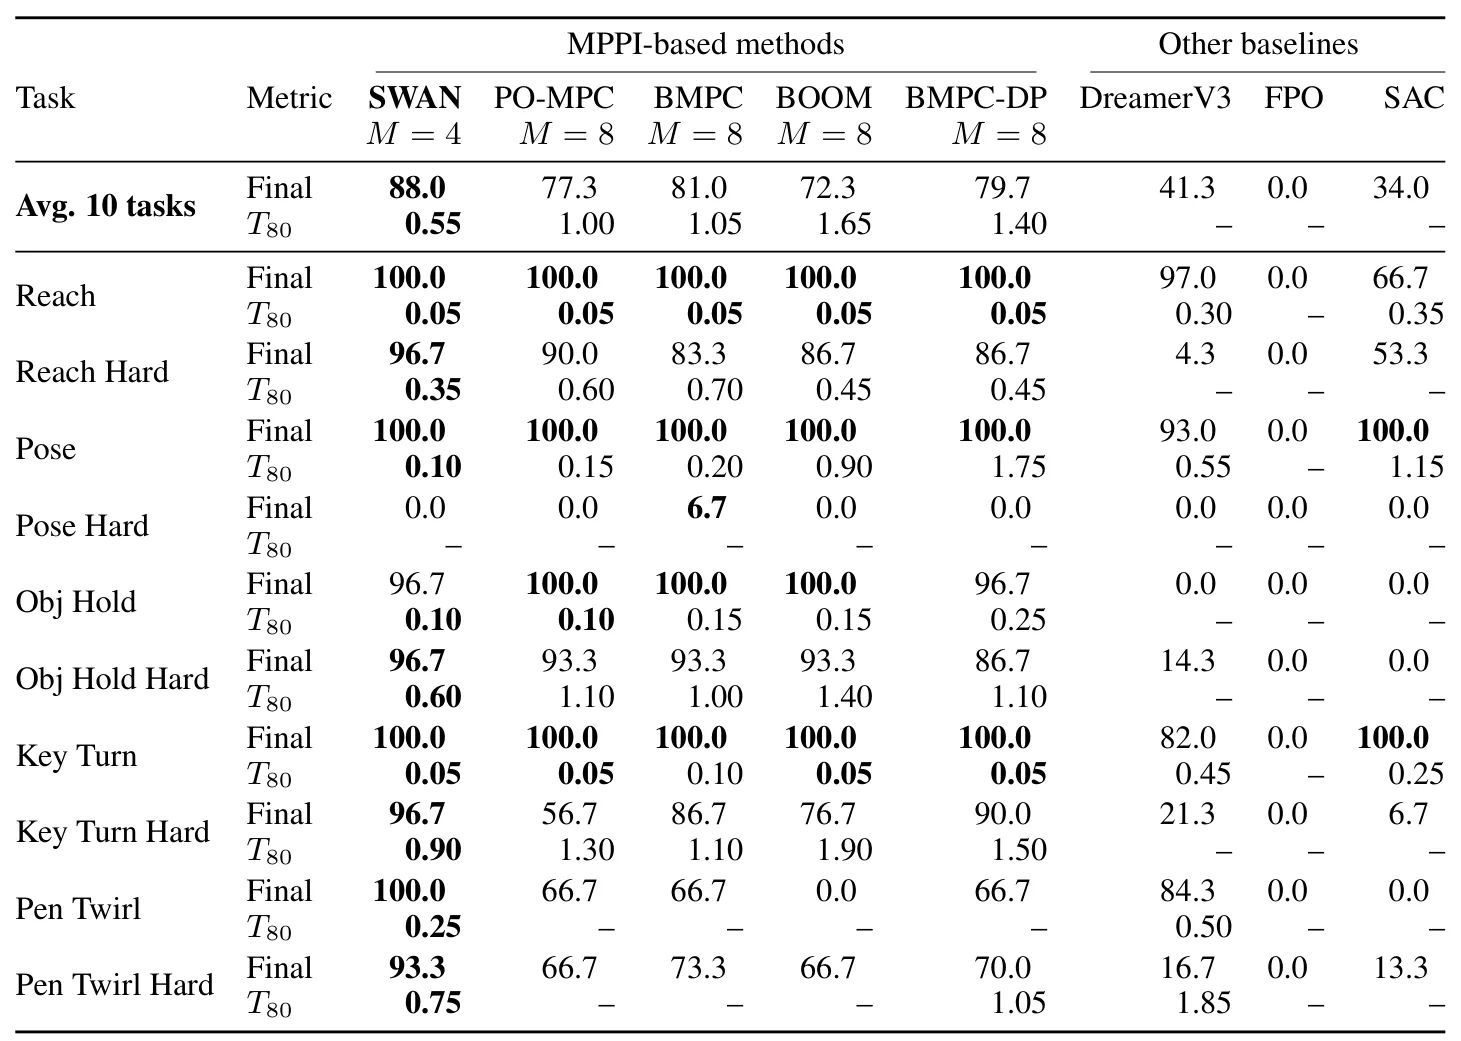 MPPI-based methods Other baselines
Task Metric SWAN PO-MPC BMPC BOOM BMPC-DP DreamerV3 FPO SAC
M = 4 M = 8 M = 8 M = 8 M = 8
Avg. 10 tasks
Final 88.0 77.3 81.0 72.3 79.7 41.3 0.0 34.0
T80 0.55 1.00 1.05 1.65 1.40 – – –
Reach
Final 100.0 100.0 100.0 100.0 100.0 97.0 0.0 66.7
T80 0.05 0.05 0.05 0.05 0.05 0.30 – 0.35
Reach Hard
Final 96.7 90.0 83.3 86.7 86.7 4.3 0.0 53.3
T80 0.35 0.60 0.70 0.45 0.45 – – –
Pose
Final 100.0 100.0 100.0 100.0 100.0 93.0 0.0 100.0
T80 0.10 0.15 0.20 0.90 1.75 0.55 – 1.15
Pose Hard
Final 0.0 0.0 6.7 0.0 0.0 0.0 0.0 0.0
T80 – – – – – – – –
Obj Hold
Final 96.7 100.0 100.0 100.0 96.7 0.0 0.0 0.0
T80 0.10 0.10 0.15 0.15 0.25 – – –
Obj Hold Hard
Final 96.7 93.3 93.3 93.3 86.7 14.3 0.0 0.0
T80 0.60 1.10 1.00 1.40 1.10 – – –
Key Turn
Final 100.0 100.0 100.0 100.0 100.0 82.0 0.0 100.0
T80 0.05 0.05 0.10 0.05 0.05 0.45 – 0.25
Key Turn Hard
Final 96.7 56.7 86.7 76.7 90.0 21.3 0.0 6.7
T80 0.90 1.30 1.10 1.90 1.50 – – –
Pen Twirl
Final 100.0 66.7 66.7 0.0 66.7 84.3 0.0 0.0
T80 0.25 – – – – 0.50 – –
Pen Twirl Hard
Final 93.3 66.7 73.3 66.7 70.0 16.7 0.0 13.3
T80 0.75 – – – 1.05 1.85 – –